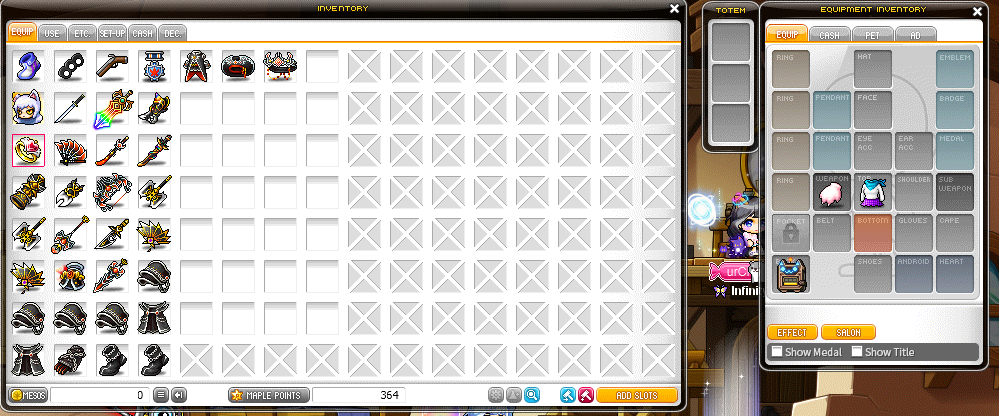 INVENTORY
EQUIP USE ETC. SET-UP CASH DEC.
MESOS 0 MAPLE POINTS 364 ADD SLOTS
TOTEM
urC
Infini
EQUIPMENT INVENTORY
EQUIP CASH PET AD
RING HAT EMBLEM
RING PENDANT FACE BADGE
RING PENDANT EYE ACC EAR ACC MEDAL
RING WEAPON SHOULDER SUB WEAPON
POCKET BELT BOTTOM GLOVES CAPE
SHOES ANDROID HEART
EFFECT SALON
Show Medal Show Title